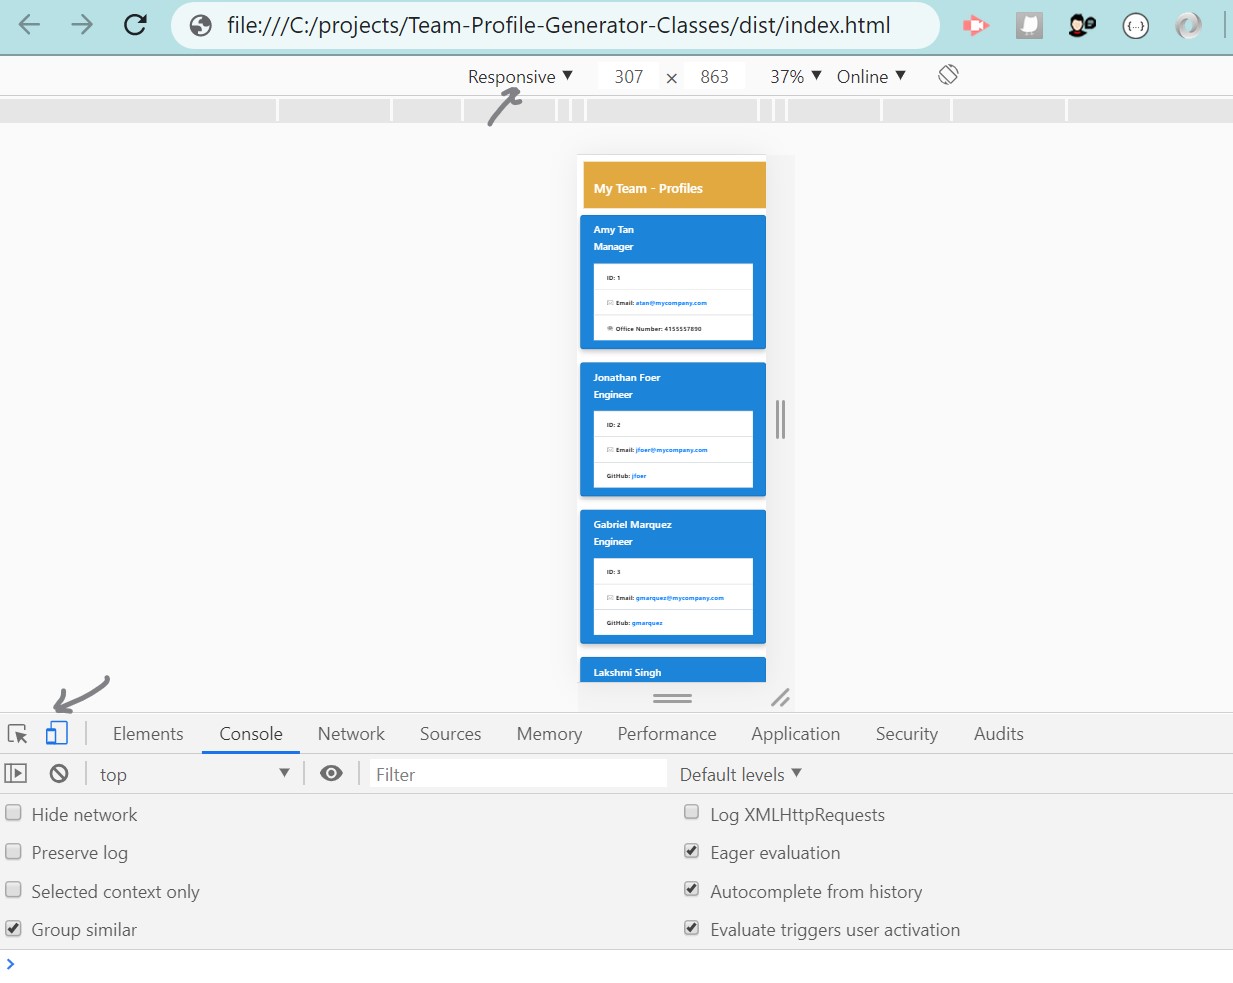 file:///C:/projects/Team-Profile-Generator-Classes/dist/index.html
{...}
Responsive ▼ 307 × 863 37% ▼ Online ▼
My Team - Profiles
Amy Tan
Manager
ID: 1
Email: atan@mycompany.com
Office Number: 4155557890
Jonathan Foer
Engineer
ID: 2
Email: jfoer@mycompany.com
GitHub: jfoer
Gabriel Marquez
Engineer
ID: 3
Email: gmarquez@mycompany.com
GitHub: gmarquez
Lakshmi Singh
Elements Console Network Sources Memory Performance Application Security Audits
top ▼ Filter Default levels ▼
Hide network Log XMLHttpRequests
Preserve log Eager evaluation
Selected context only Autocomplete from history
Group similar Evaluate triggers user activation
>